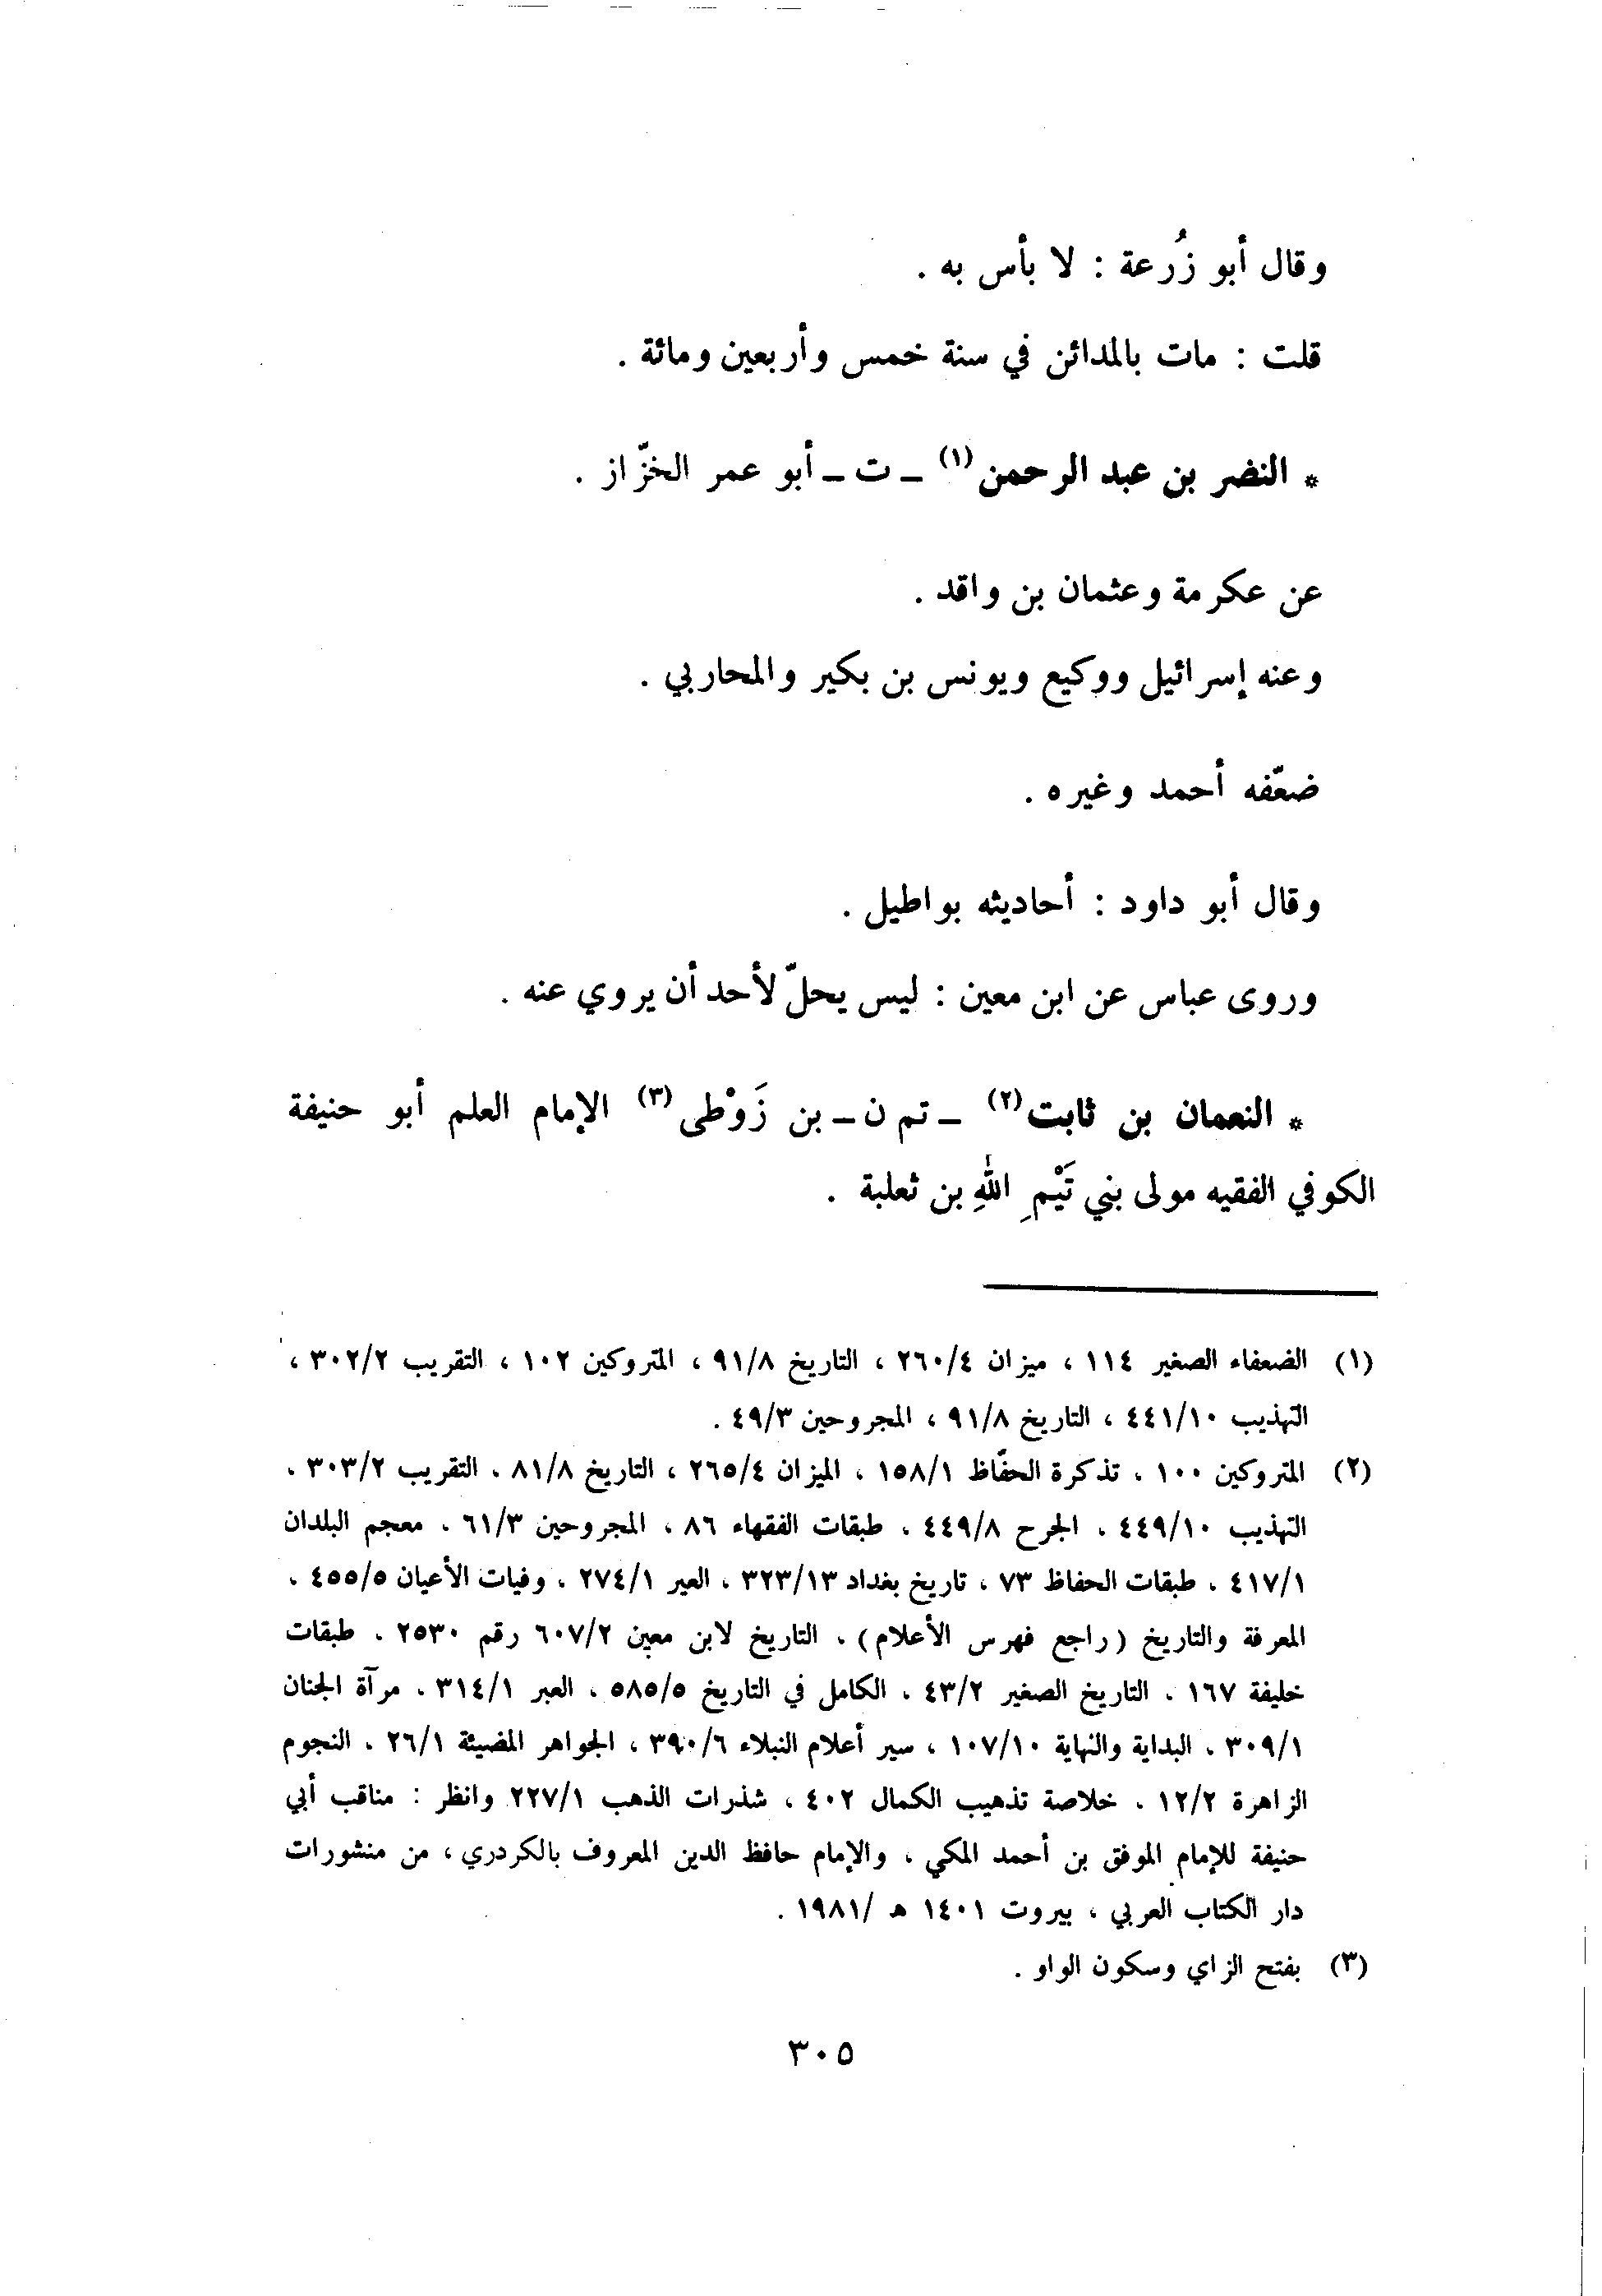 وقال أبو زُرعة : لا بأس به .
قلت : مات بالمدائن في سنة خمس وأربعين ومائة .
* النضر بن عبد الرحمن (١) ـ ت ـ أبو عمر الخزّاز .
عن عكرمة وعثمان بن واقد .
وعنه إسرائيل ووكيع ويونس بن بكير والمحاربي .
ضعّفه أحمد وغيره .
وقال أبو داود : أحاديثه بواطيل .
وروى عباس عن ابن معين : ليس يحلّ لأحد أن يروي عنه .
* النعمان بن ثابت (٢) ـ تم ن ـ بن زَوْطى (٣) الإمام العلم أبو حنيفة
الكوفي الفقيه مولى بني تَيْمِ اللهِ بن ثعلبة .
(١) الضعفاء الصغير ١١٤ ، ميزان ٢٦٠/٤ ، التاريخ ٩١/٨ ، المتروكين ١٠٢ ، التقريب ٣٠٢/٢ ،
التهذيب ٤٤١/١٠ ، التاريخ ٩١/٨ ، المجروحين ٤٩/٣ .
(٢) المتروكين ١٠٠ ، تذكرة الحفّاظ ١٥٨/١ ، الميزان ٢٦٥/٤ ، التاريخ ٨١/٨ ، التقريب ٣٠٣/٢ ،
التهذيب ٤٤٩/١٠ ، الجرح ٤٤٩/٨ ، طبقات الفقهاء ٨٦ ، المجروحين ٦١/٣ ، معجم البلدان
٤١٧/١ ، طبقات الحفاظ ٧٣ ، تاريخ بغداد ٣٢٣/١٣ ، العير ٢٧٤/١ ، وفيات الأعيان ٤٥٥/٥ ،
المعرفة والتاريخ (راجع فهرس الأعلام) ، التاريخ لابن معين ٦٠٧/٢ رقم ٢٥٣٠ ، طبقات
خليفة ١٦٧ ، التاريخ الصغير ٤٣/٢ ، الكامل في التاريخ ٥٨٥/٥ ، العبر ٣١٤/١ ، مرآة الجنان
٣٠٩/١ ، البداية والنهاية ١٠٧/١٠ ، سير أعلام النبلاء ٣٩٠/٦ ، الجواهر المضيئة ٢٦/١ ، النجوم
الزاهرة ١٢/٢ ، خلاصة تذهيب الكمال ٤٠٢ ، شذرات الذهب ٢٢٧/١ وانظر : مناقب أبي
حنيفة للإمام الموفق بن أحمد المكي ، والإمام حافظ الدين المعروف بالكردري ، من منشورات
دار الكتاب العربي ، بيروت ١٤٠١ هـ /١٩٨١ .
(٣) بفتح الزاي وسكون الواو .
٣٠٥